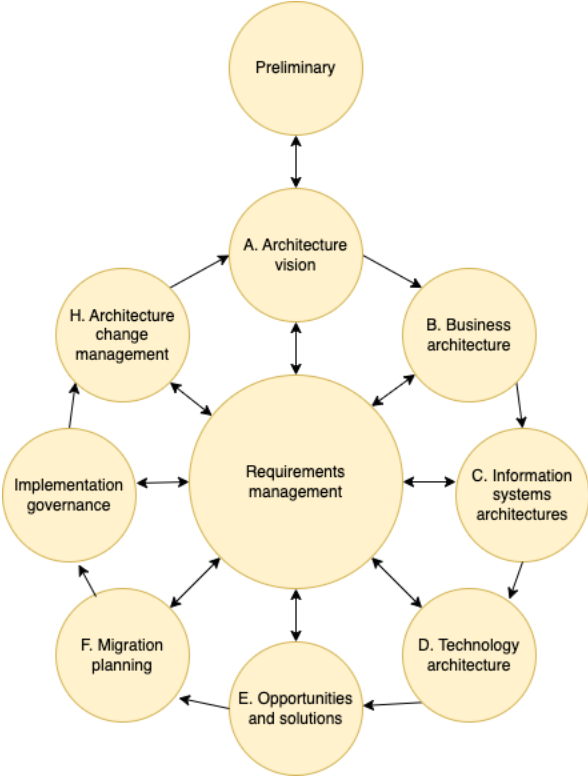 Preliminary
A. Architecture
vision
B. Business
architecture
C. Information
systems
architectures
D. Technology
architecture
E. Opportunities
and solutions
F. Migration
planning
Implementation
governance
H. Architecture
change
management
Requirements
management